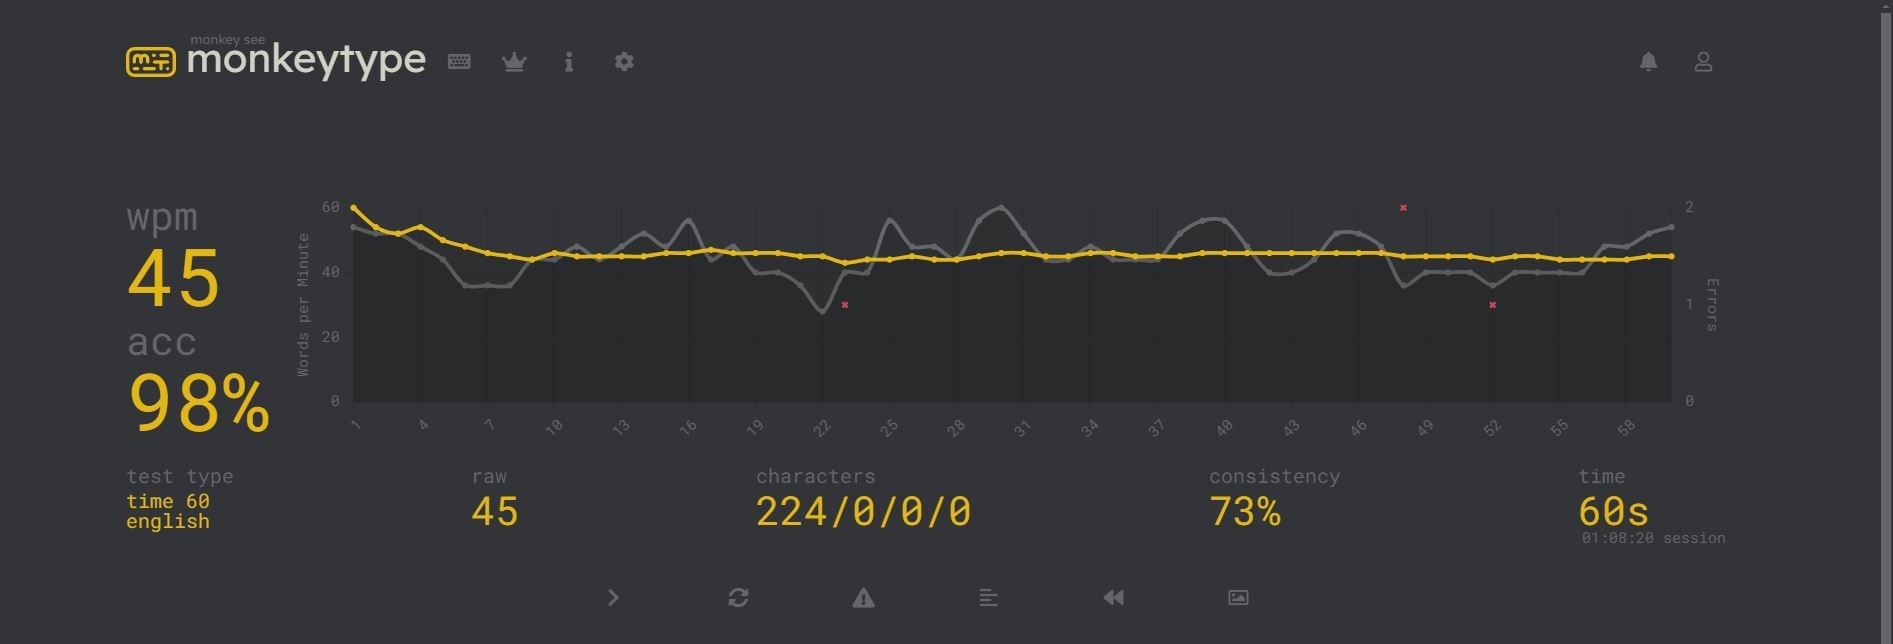 monkey see
monkeytype
wpm
45
acc
98%
Words per Minute
60
40
20
0
2
1
0
Errors
1 4 7 10 13 16 19 22 25 28 31 34 37 40 43 46 49 52 55 58
test type
time 60
english
raw
45
characters
224/0/0/0
consistency
73%
time
60s
01:08:20 session